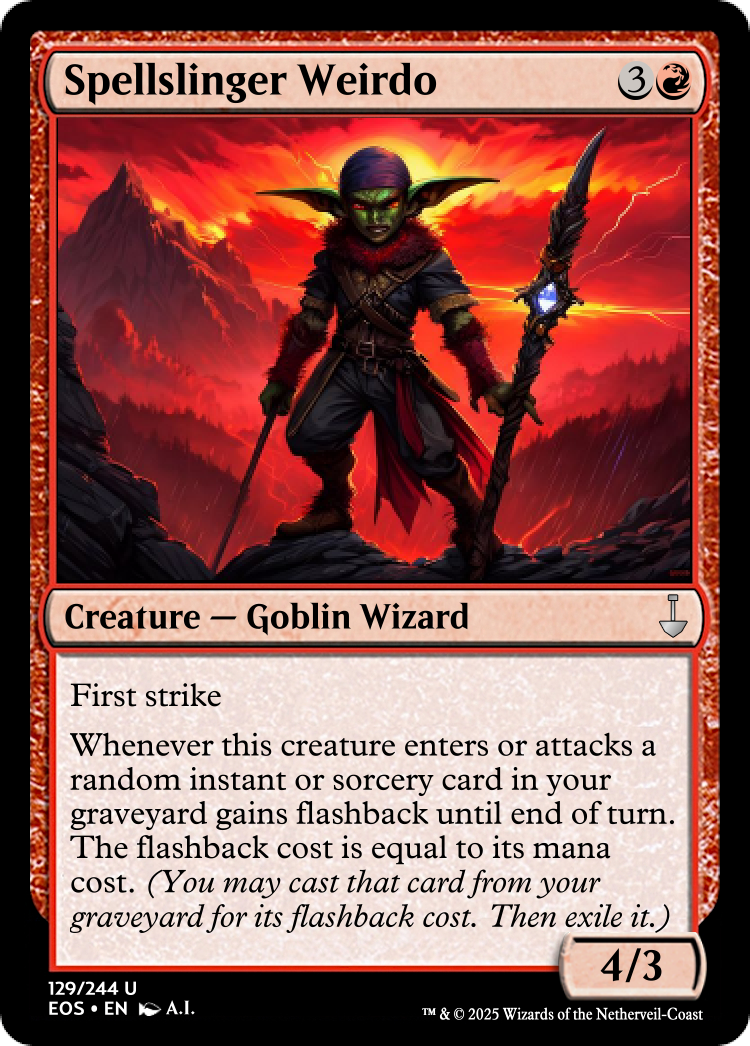 Spellslinger Weirdo 3
Creature — Goblin Wizard
First strike
Whenever this creature enters or attacks a
random instant or sorcery card in your
graveyard gains flashback until end of turn.
The flashback cost is equal to its mana
cost. (You may cast that card from your
graveyard for its flashback cost. Then exile it.)
4/3
129/244 U
EOS • EN A.I.
™ & © 2025 Wizards of the Netherveil-Coast